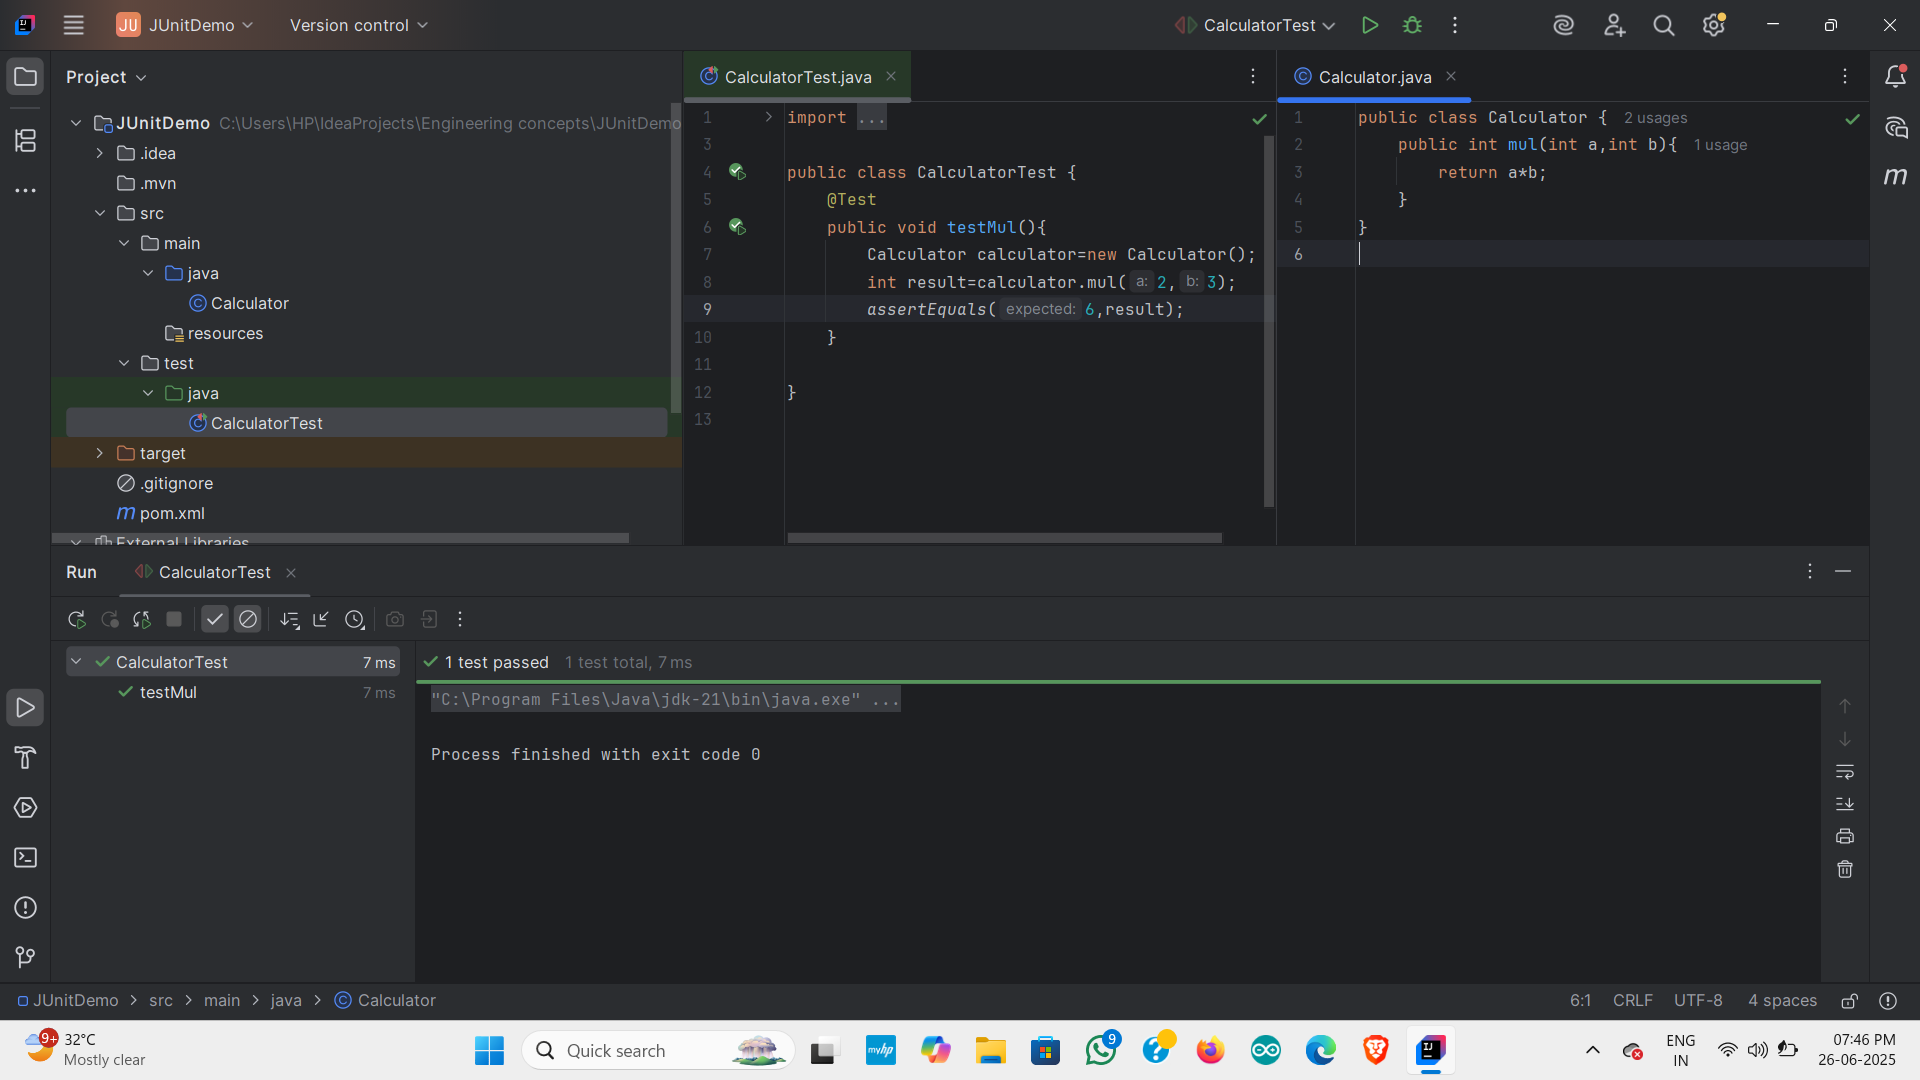 JU JUnitDemo Version control CalculatorTest
Project
JUnitDemo C:\Users\HP\IdeaProjects\Engineering concepts\JUnitDemo
.idea
.mvn
src
main
java
Calculator
resources
test
java
CalculatorTest
target
.gitignore
m pom.xml
External Libraries
CalculatorTest.java
1 import ...
3
4 public class CalculatorTest {
5 @Test
6 public void testMul(){
7 Calculator calculator=new Calculator();
8 int result=calculator.mul( a: 2, b: 3);
9 assertEquals( expected: 6,result);
10 }
11
12 }
13
Calculator.java
1 public class Calculator { 2 usages
2 public int mul(int a,int b){ 1 usage
3 return a*b;
4 }
5 }
6
m
Run CalculatorTest
CalculatorTest 7 ms
testMul 7 ms
1 test passed 1 test total, 7 ms
"C:\Program Files\Java\jdk-21\bin\java.exe" ...
Process finished with exit code 0
JUnitDemo > src > main > java > Calculator
6:1 CRLF UTF-8 4 spaces
9+ 32°C
Mostly clear
Quick search
myhp
9
ENG
IN
07:46 PM
26-06-2025